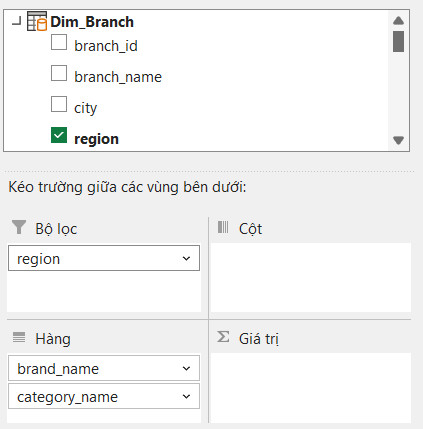 Dim_Branch
branch_id
branch_name
city
region
Kéo trường giữa các vùng bên dưới:
Bộ lọc
Cột
region
Hàng
Giá trị
brand_name
category_name